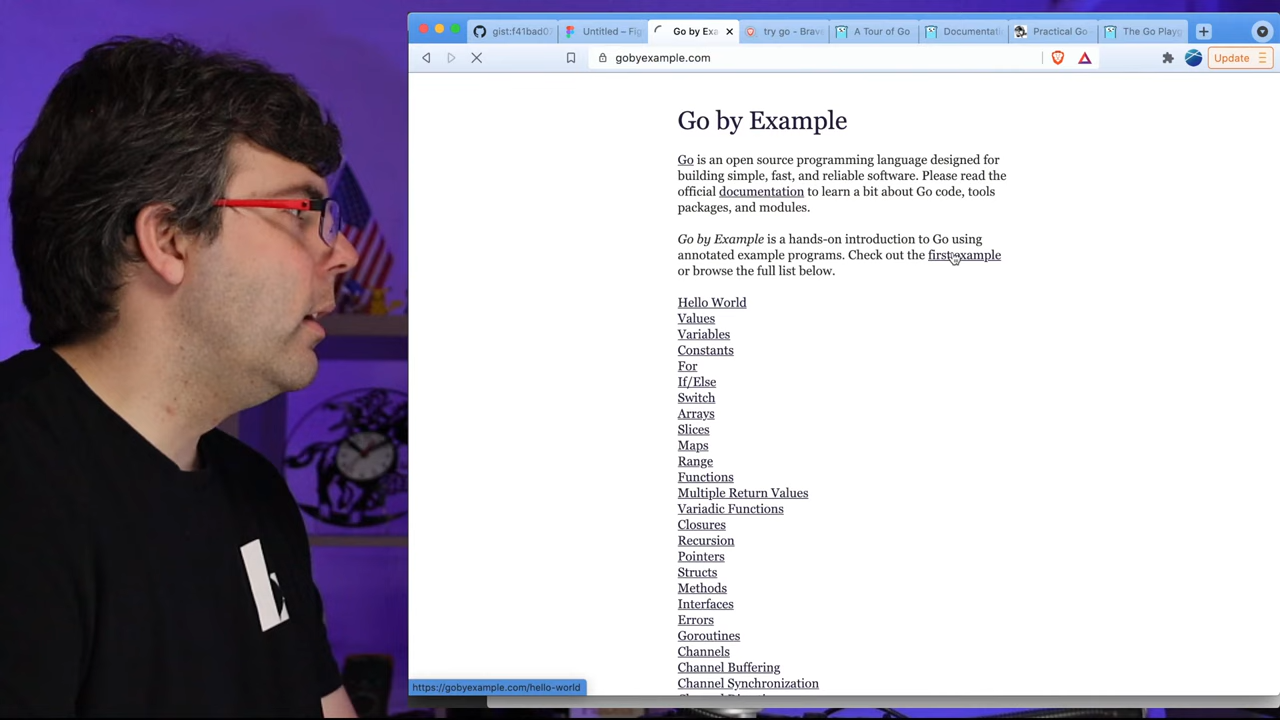 gist:f41bad0
Untitled – Fig
Go by Exa
try go - Brav
A Tour of Go
Documentati
Practical Go
The Go Play
gobyexample.com
Update
Go by Example
Go is an open source programming language designed for
building simple, fast, and reliable software. Please read the
official documentation to learn a bit about Go code, tools
packages, and modules.
Go by Example is a hands-on introduction to Go using
annotated example programs. Check out the first example
or browse the full list below.
Hello World
Values
Variables
Constants
For
If/Else
Switch
Arrays
Slices
Maps
Range
Functions
Multiple Return Values
Variadic Functions
Closures
Recursion
Pointers
Structs
Methods
Interfaces
Errors
Goroutines
Channels
Channel Buffering
Channel Synchronization
https://gobyexample.com/hello-world